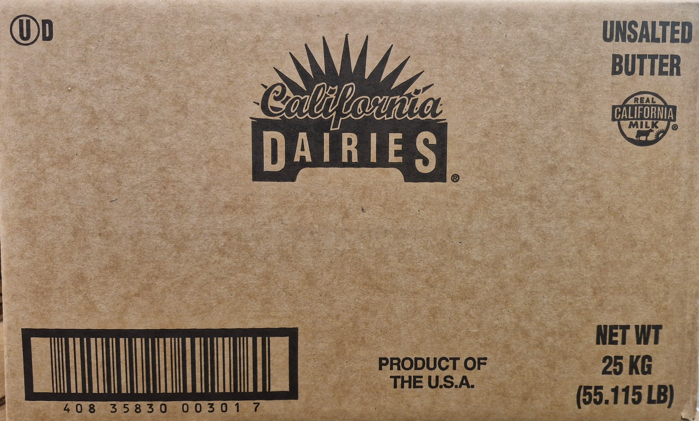 U D
UNSALTED
BUTTER
REAL
CALIFORNIA
MILK ®
California
DAIRIES ®
408 35830 00301 7
PRODUCT OF
THE U.S.A.
NET WT
25 KG
(55.115 LB)